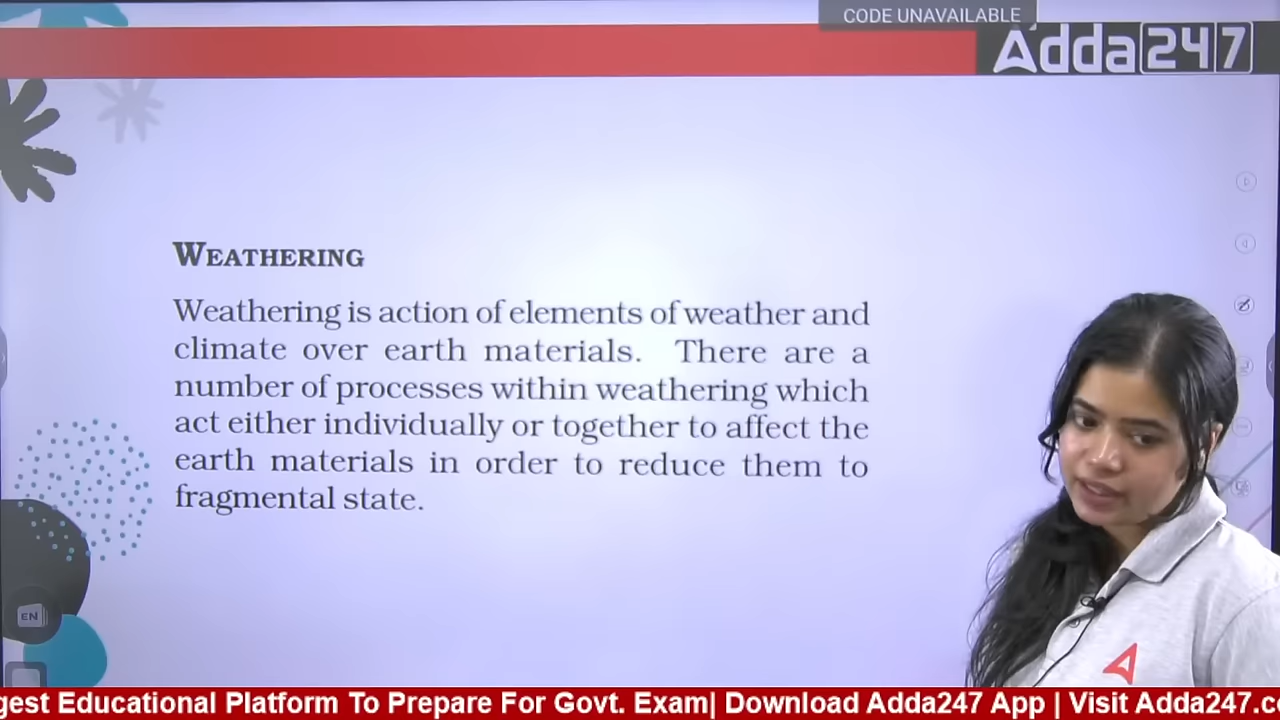 CODE UNAVAILABLE
Adda247
WEATHERING
Weathering is action of elements of weather and
climate over earth materials. There are a
number of processes within weathering which
act either individually or together to affect the
earth materials in order to reduce them to
fragmental state.
EN
gest Educational Platform To Prepare For Govt. Exam| Download Adda247 App | Visit Adda247.c